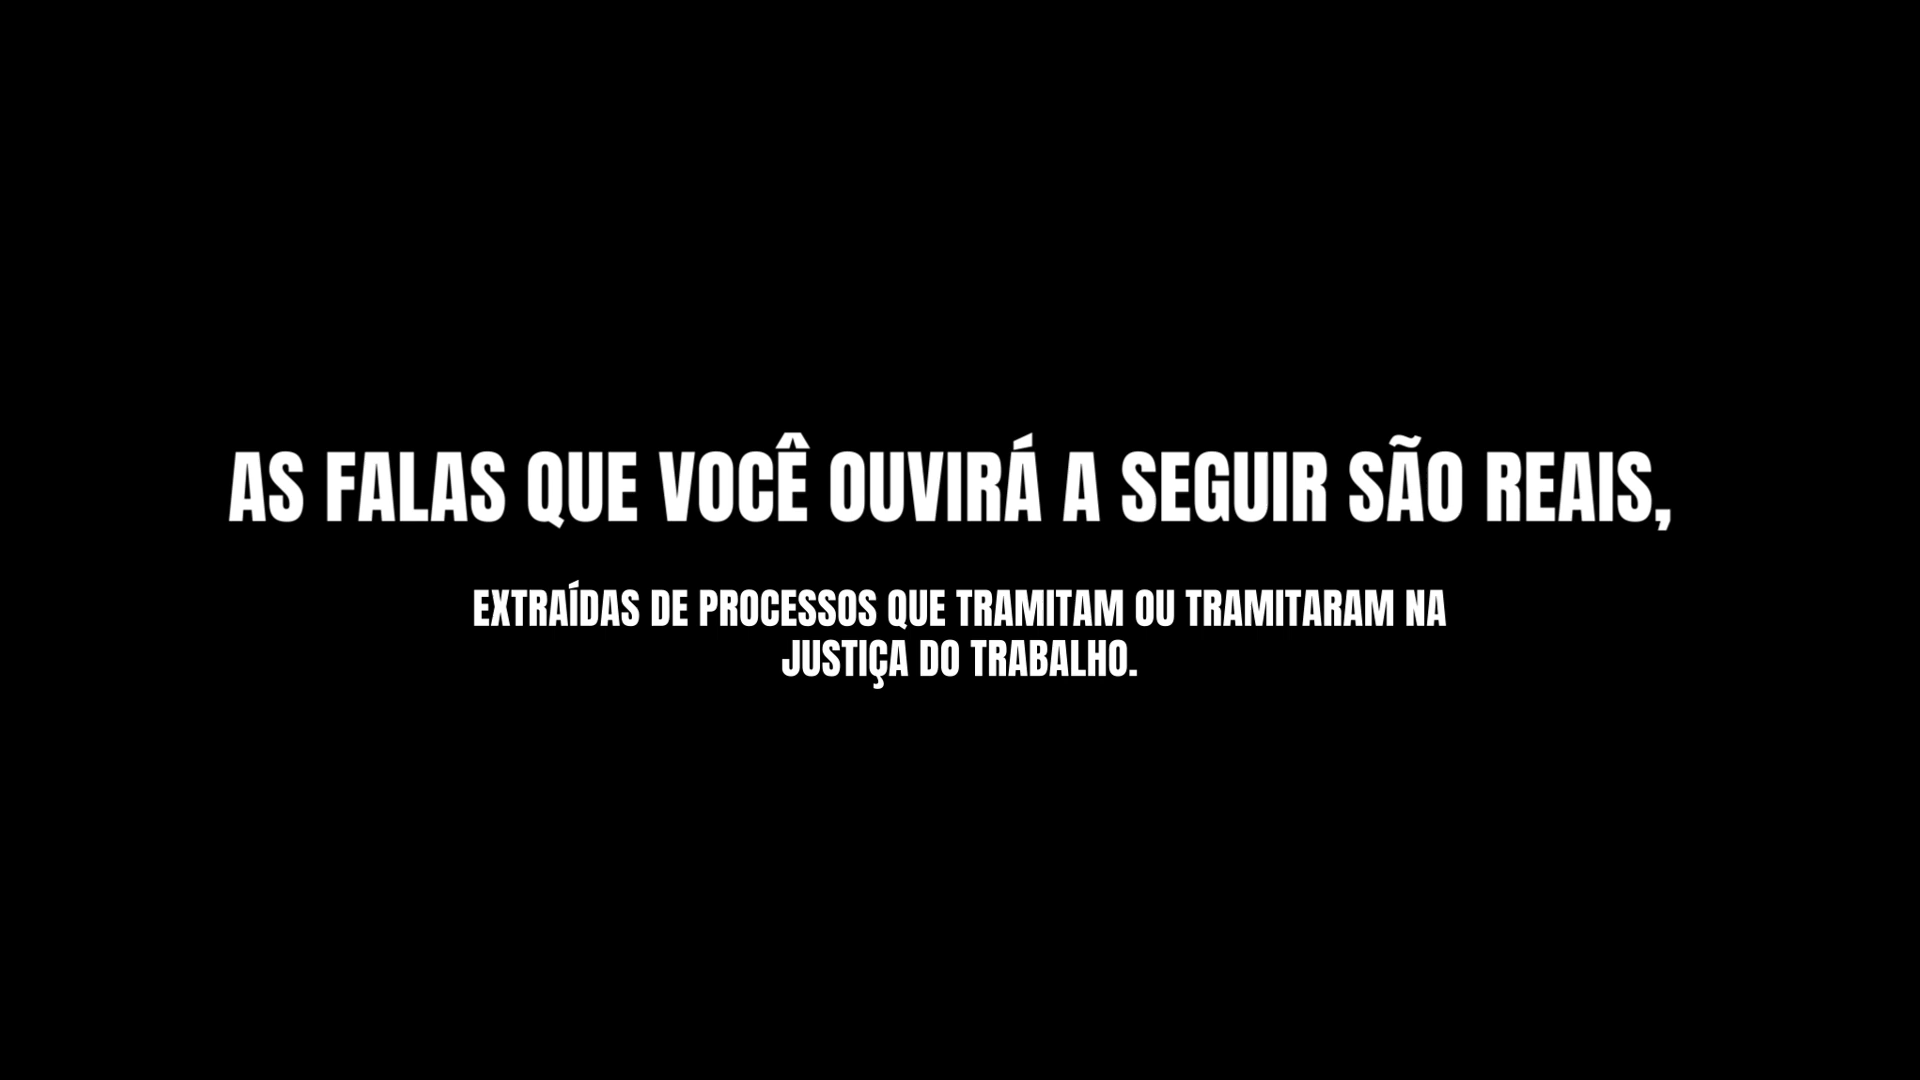 AS FALAS QUE VOCÊ OUVIRÁ A SEGUIR SÃO REAIS,
EXTRAÍDAS DE PROCESSOS QUE TRAMITAM OU TRAMITARAM NA
JUSTIÇA DO TRABALHO.